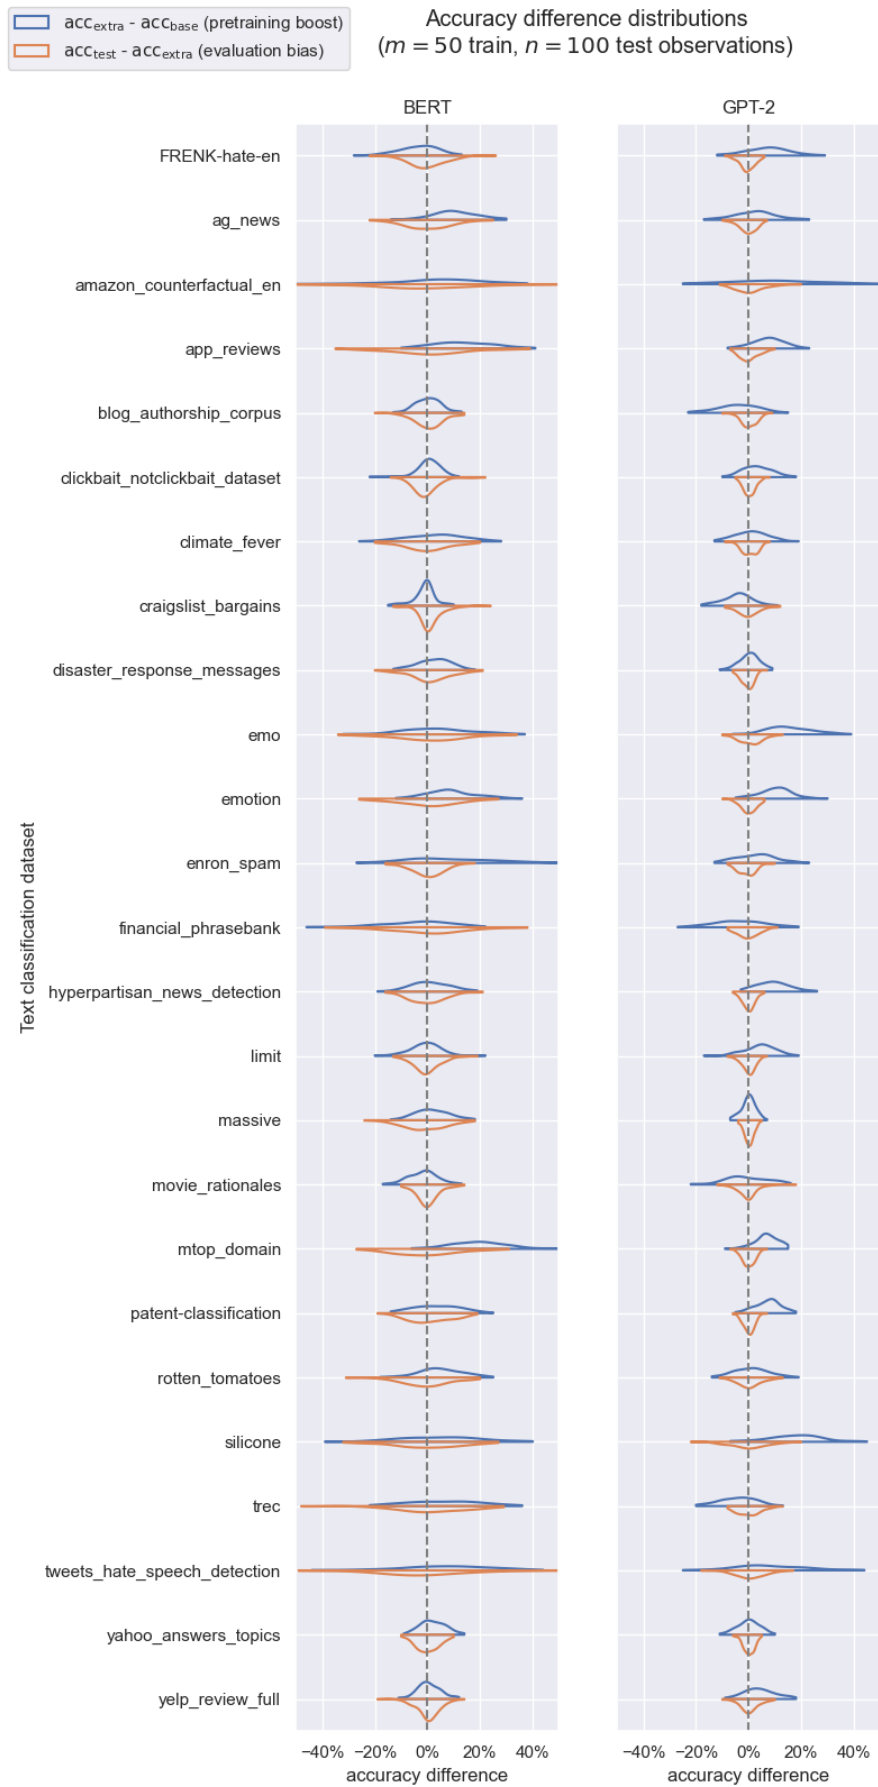 acc_extra - acc_base (pretraining boost)
acc_test - acc_extra (evaluation bias)
Accuracy difference distributions
(m = 50 train, n = 100 test observations)
BERT
GPT-2
Text classification dataset
FRENK-hate-en
ag_news
amazon_counterfactual_en
app_reviews
blog_authorship_corpus
clickbait_notclickbait_dataset
climate_fever
craigslist_bargains
disaster_response_messages
emo
emotion
enron_spam
financial_phrasebank
hyperpartisan_news_detection
limit
massive
movie_rationales
mtop_domain
patent-classification
rotten_tomatoes
silicone
trec
tweets_hate_speech_detection
yahoo_answers_topics
yelp_review_full
−40% −20% 0% 20% 40%
−40% −20% 0% 20% 40%
accuracy difference
accuracy difference